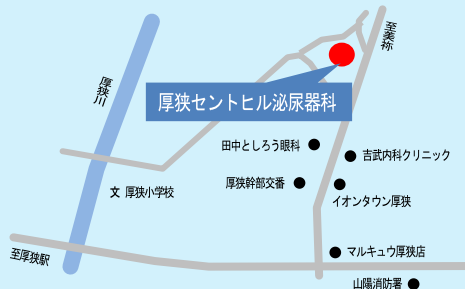 至美祢
厚狭川
厚狭セントヒル泌尿器科
田中としろう眼科
吉武内科クリニック
厚狭幹部交番
文 厚狭小学校
イオンタウン厚狭
至厚狭駅
マルキュウ厚狭店
山陽消防署